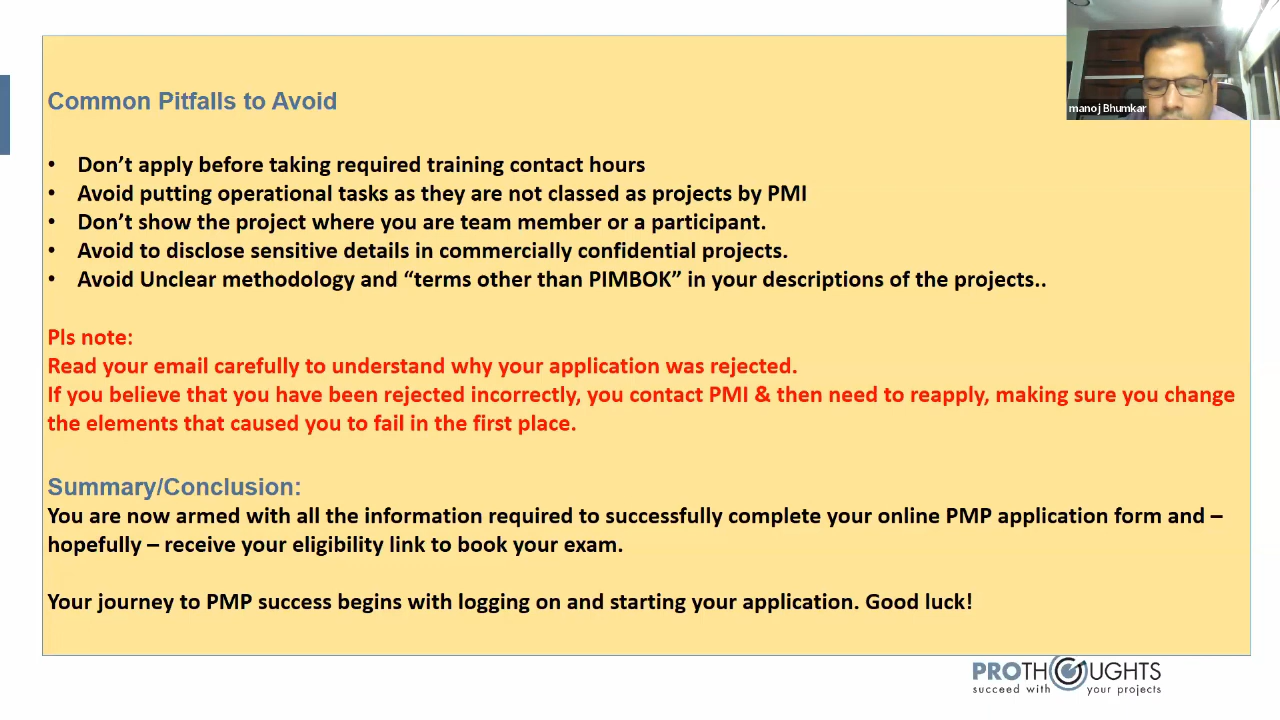 manoj Bhumkar
Common Pitfalls to Avoid
• Don’t apply before taking required training contact hours
• Avoid putting operational tasks as they are not classed as projects by PMI
• Don’t show the project where you are team member or a participant.
• Avoid to disclose sensitive details in commercially confidential projects.
• Avoid Unclear methodology and “terms other than PIMBOK” in your descriptions of the projects..
Pls note:
Read your email carefully to understand why your application was rejected.
If you believe that you have been rejected incorrectly, you contact PMI & then need to reapply, making sure you change
the elements that caused you to fail in the first place.
Summary/Conclusion:
You are now armed with all the information required to successfully complete your online PMP application form and –
hopefully – receive your eligibility link to book your exam.
Your journey to PMP success begins with logging on and starting your application. Good luck!
PROTHOUGHTS
succeed with your projects